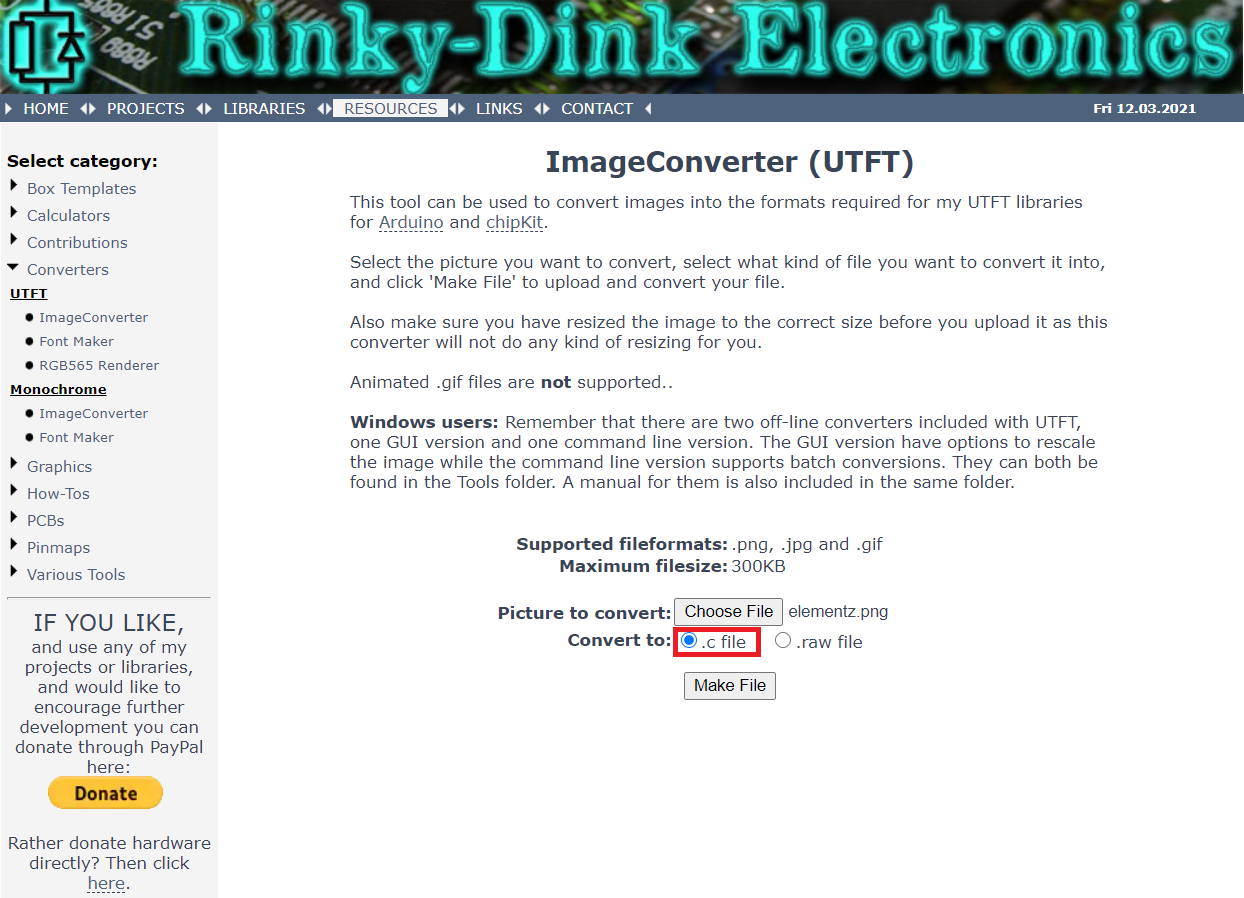 Rinky-Dink Electronics
HOME PROJECTS LIBRARIES RESOURCES LINKS CONTACT Fri 12.03.2021
Select category:
Box Templates
Calculators
Contributions
Converters
UTFT
ImageConverter
Font Maker
RGB565 Renderer
Monochrome
ImageConverter
Font Maker
Graphics
How-Tos
PCBs
Pinmaps
Various Tools
IF YOU LIKE,
and use any of my
projects or libraries,
and would like to
encourage further
development you can
donate through PayPal
here:
Donate
Rather donate hardware
directly? Then click
here.
ImageConverter (UTFT)
This tool can be used to convert images into the formats required for my UTFT libraries
for Arduino and chipKit.
Select the picture you want to convert, select what kind of file you want to convert it into,
and click 'Make File' to upload and convert your file.
Also make sure you have resized the image to the correct size before you upload it as this
converter will not do any kind of resizing for you.
Animated .gif files are not supported..
Windows users: Remember that there are two off-line converters included with UTFT,
one GUI version and one command line version. The GUI version have options to rescale
the image while the command line version supports batch conversions. They can both be
found in the Tools folder. A manual for them is also included in the same folder.
Supported fileformats: .png, .jpg and .gif
Maximum filesize: 300KB
Picture to convert: Choose File elementz.png
Convert to: .c file .raw file
Make File